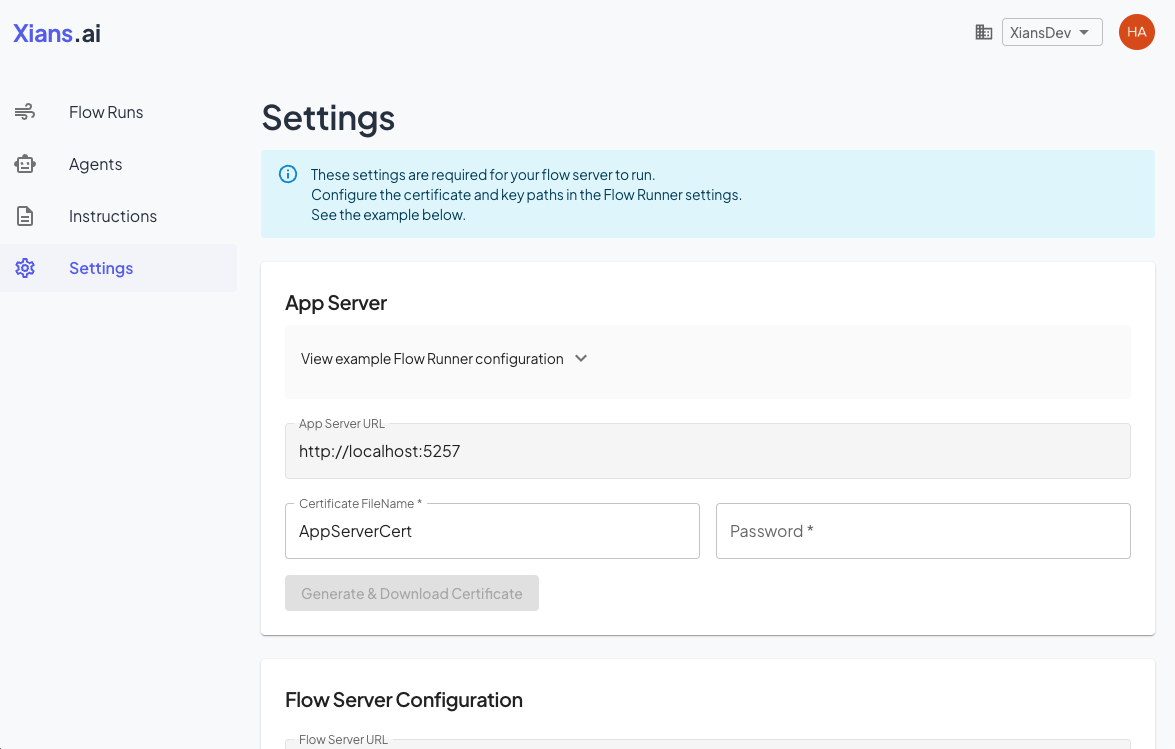 Xians.ai
XiansDev
HA
Flow Runs
Agents
Instructions
Settings
Settings
These settings are required for your flow server to run.
Configure the certificate and key paths in the Flow Runner settings.
See the example below.
App Server
View example Flow Runner configuration
App Server URL
http://localhost:5257
Certificate FileName *
AppServerCert
Password *
Generate & Download Certificate
Flow Server Configuration
Flow Server URL